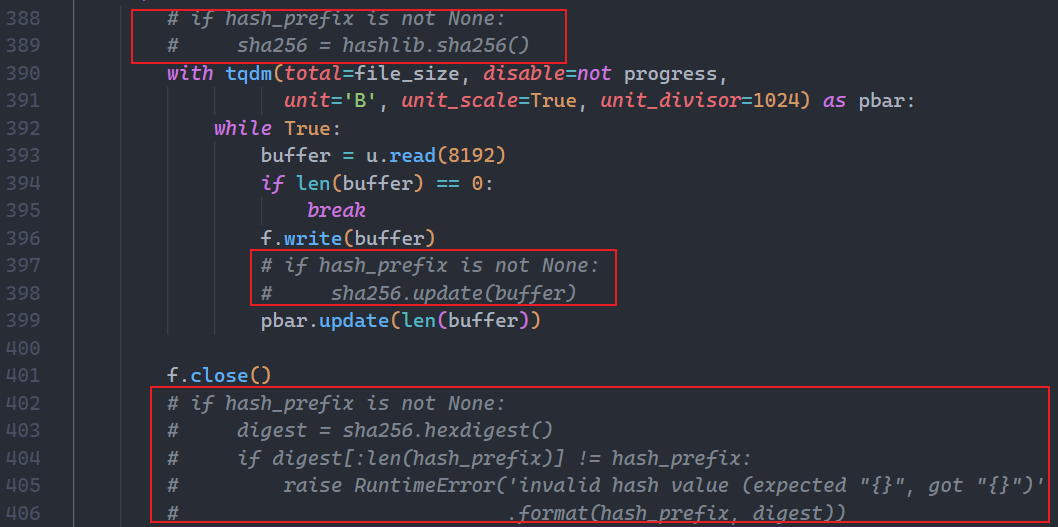 388 # if hash_prefix is not None:
389 #     sha256 = hashlib.sha256()
390 with tqdm(total=file_size, disable=not progress,
391           unit='B', unit_scale=True, unit_divisor=1024) as pbar:
392     while True:
393         buffer = u.read(8192)
394         if len(buffer) == 0:
395             break
396         f.write(buffer)
397         # if hash_prefix is not None:
398         #     sha256.update(buffer)
399         pbar.update(len(buffer))
400
401 f.close()
402 # if hash_prefix is not None:
403 #     digest = sha256.hexdigest()
404 #     if digest[:len(hash_prefix)] != hash_prefix:
405 #         raise RuntimeError('invalid hash value (expected "{}", got "{}")'
406 #                            .format(hash_prefix, digest))